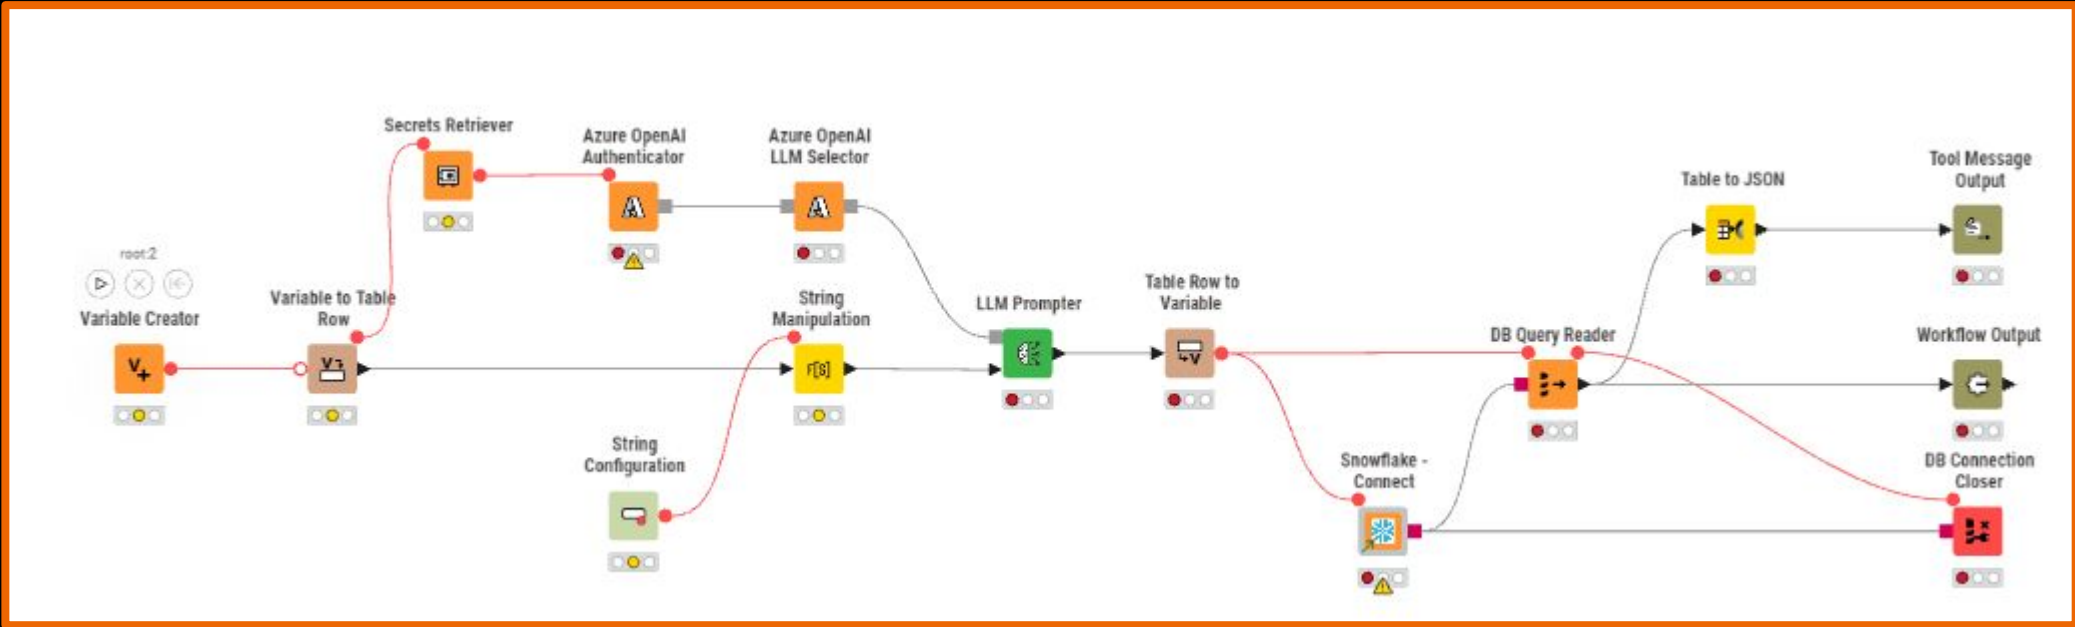 Secrets Retriever
Azure OpenAI
Authenticator
Azure OpenAI
LLM Selector
Tool Message
Output
Table to JSON
root:2
Variable Creator
Variable to Table
Row
String
Manipulation
LLM Prompter
Table Row to
Variable
DB Query Reader
Workflow Output
String
Configuration
Snowflake -
Connect
DB Connection
Closer
V+
V
F[S]
V